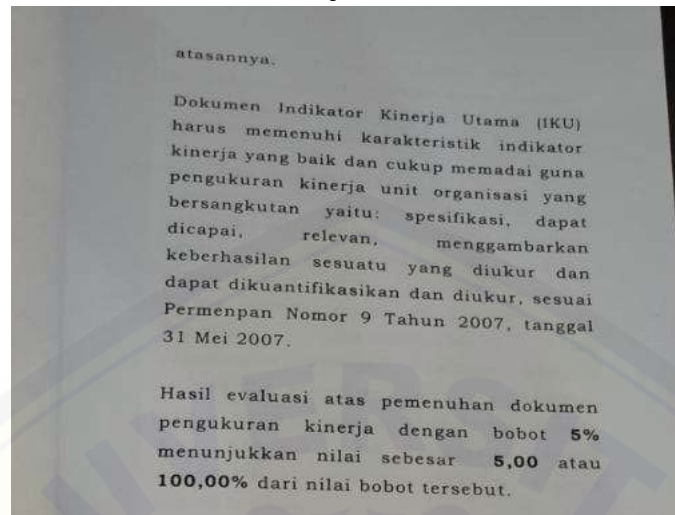 atasannya.
Dokumen Indikator Kinerja Utama (IKU)
harus memenuhi karakteristik indikator
kinerja yang baik dan cukup memadai guna
pengukuran kinerja unit organisasi yang
bersangkutan yaitu: spesifikasi, dapat
dicapai, relevan, menggambarkan
keberhasilan sesuatu yang diukur dan
dapat dikuantifikasikan dan diukur, sesuai
Permenpan Nomor 9 Tahun 2007, tanggal
31 Mei 2007.
Hasil evaluasi atas pemenuhan dokumen
pengukuran kinerja dengan bobot 5%
menunjukkan nilai sebesar 5,00 atau
100,00% dari nilai bobot tersebut.